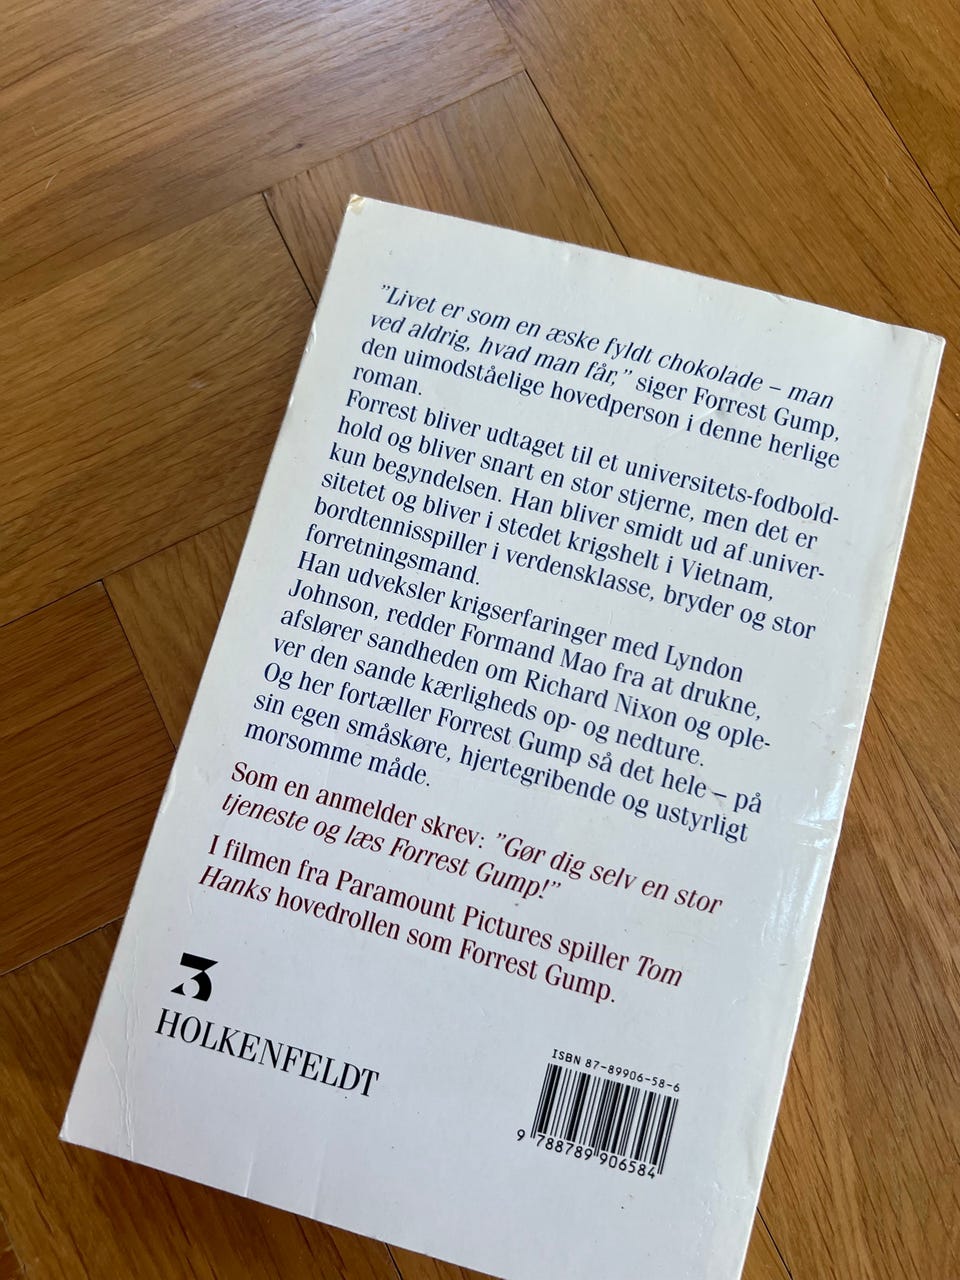 "Livet er som en æske fyldt chokolade – man
ved aldrig, hvad man får," siger Forrest Gump,
den uimodståelige hovedperson i denne herlige
roman.
Forrest bliver udtaget til et universitets-fodbold-
hold og bliver snart en stor stjerne, men det er
kun begyndelsen. Han bliver smidt ud af univer-
sitetet og bliver i stedet krigshelt i Vietnam,
bordtennisspiller i verdensklasse, bryder og stor
forretningsmand.
Han udveksler krigserfaringer med Lyndon
Johnson, redder Formand Mao fra at drukne,
afslører sandheden om Richard Nixon og ople-
ver den sande kærligheds op- og nedture.
Og her fortæller Forrest Gump så det hele – på
sin egen småskøre, hjertegribende og ustyrligt
morsomme måde.
Som en anmelder skrev: "Gør dig selv en stor
tjeneste og læs Forrest Gump!"
I filmen fra Paramount Pictures spiller Tom
Hanks hovedrollen som Forrest Gump.
HOLKENFELDT
ISBN 87-89906-58-6
9 788789 906584